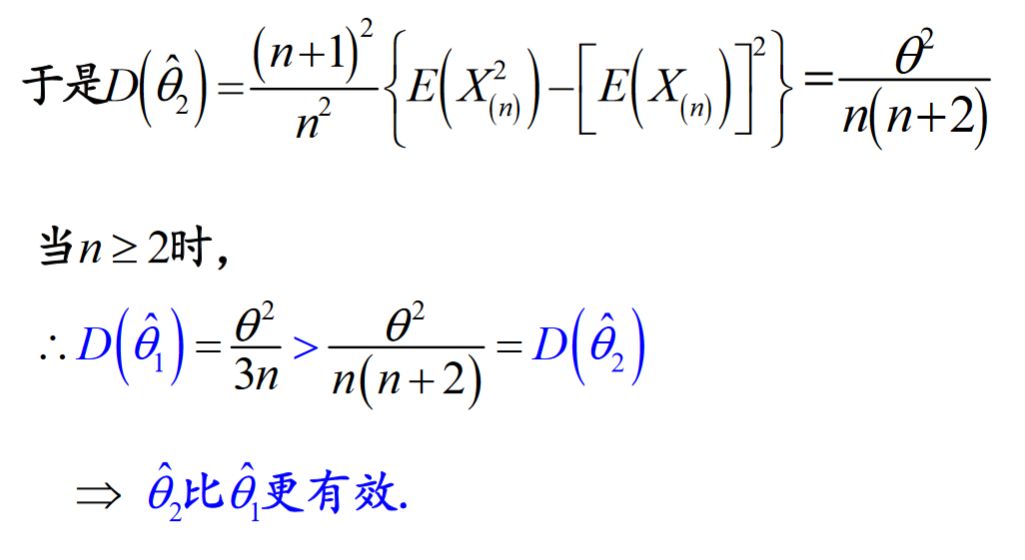 于是D(θ̂₂)=(n+1)²/n²{E(X²₍ₙ₎)−[E(X₍ₙ₎)]²}=θ²/n(n+2)
当n≥2时,
∴D(θ̂₁)=θ²/3n>θ²/n(n+2)=D(θ̂₂)
⇒ θ̂₂比θ̂₁更有效.